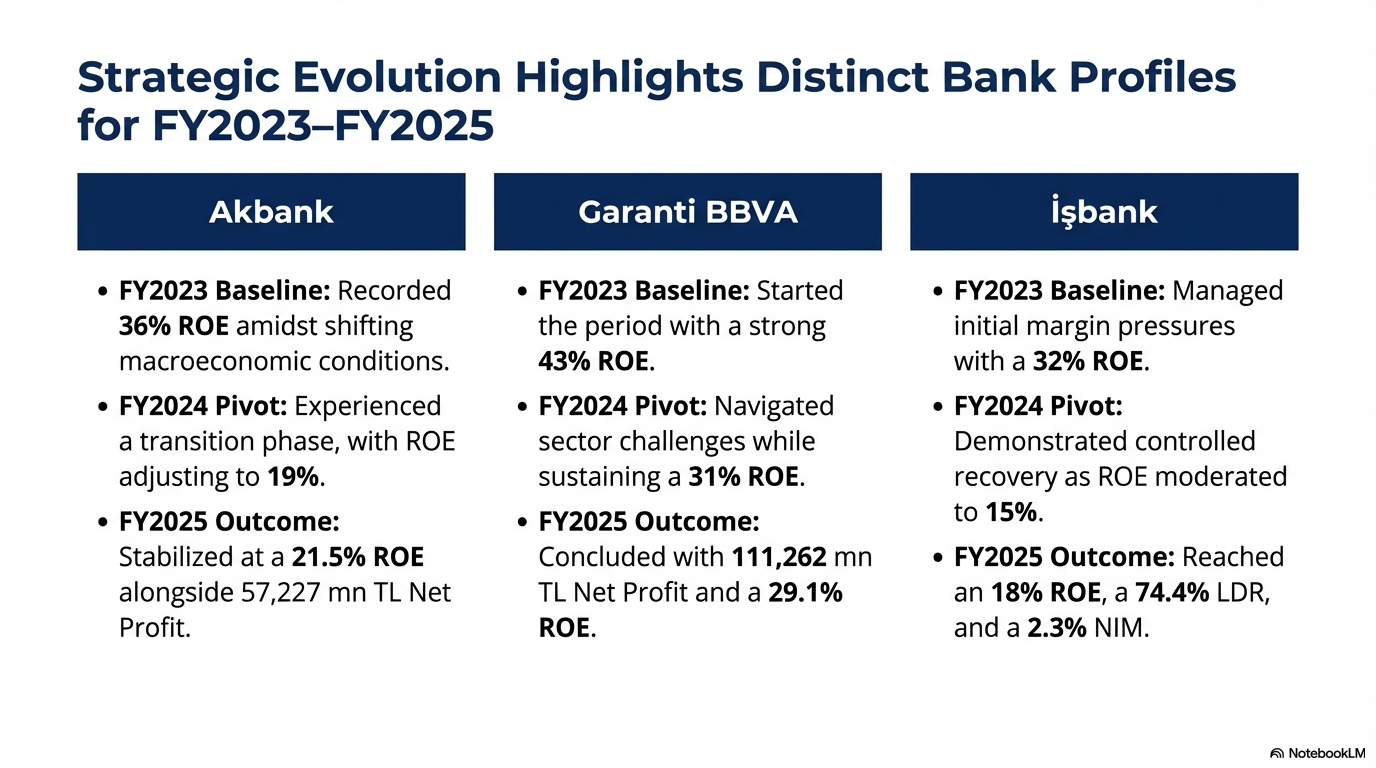 Strategic Evolution Highlights Distinct Bank Profiles
for FY2023–FY2025
Akbank
• FY2023 Baseline: Recorded
36% ROE amidst shifting
macroeconomic conditions.
• FY2024 Pivot: Experienced
a transition phase, with ROE
adjusting to 19%.
• FY2025 Outcome:
Stabilized at a 21.5% ROE
alongside 57,227 mn TL Net
Profit.
Garanti BBVA
• FY2023 Baseline: Started
the period with a strong
43% ROE.
• FY2024 Pivot: Navigated
sector challenges while
sustaining a 31% ROE.
• FY2025 Outcome:
Concluded with 111,262 mn
TL Net Profit and a 29.1%
ROE.
İşbank
• FY2023 Baseline: Managed
initial margin pressures
with a 32% ROE.
• FY2024 Pivot:
Demonstrated controlled
recovery as ROE moderated
to 15%.
• FY2025 Outcome: Reached
an 18% ROE, a 74.4% LDR,
and a 2.3% NIM.
NotebookLM